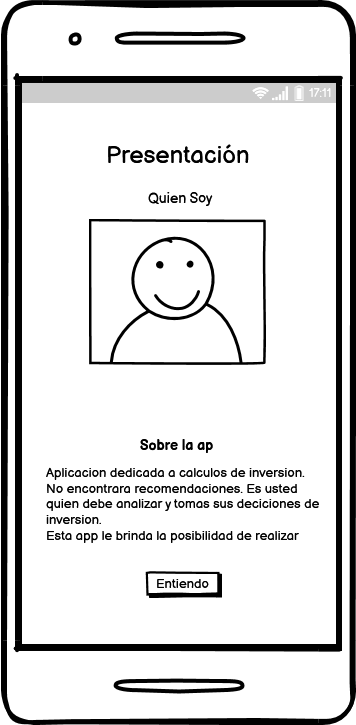 17:11
Presentación
Quien Soy
Sobre la ap
Aplicacion dedicada a calculos de inversion.
No encontrara recomendaciones. Es usted
quien debe analizar y tomas sus deciciones de
inversion.
Esta app le brinda la posibilidad de realizar
Entiendo